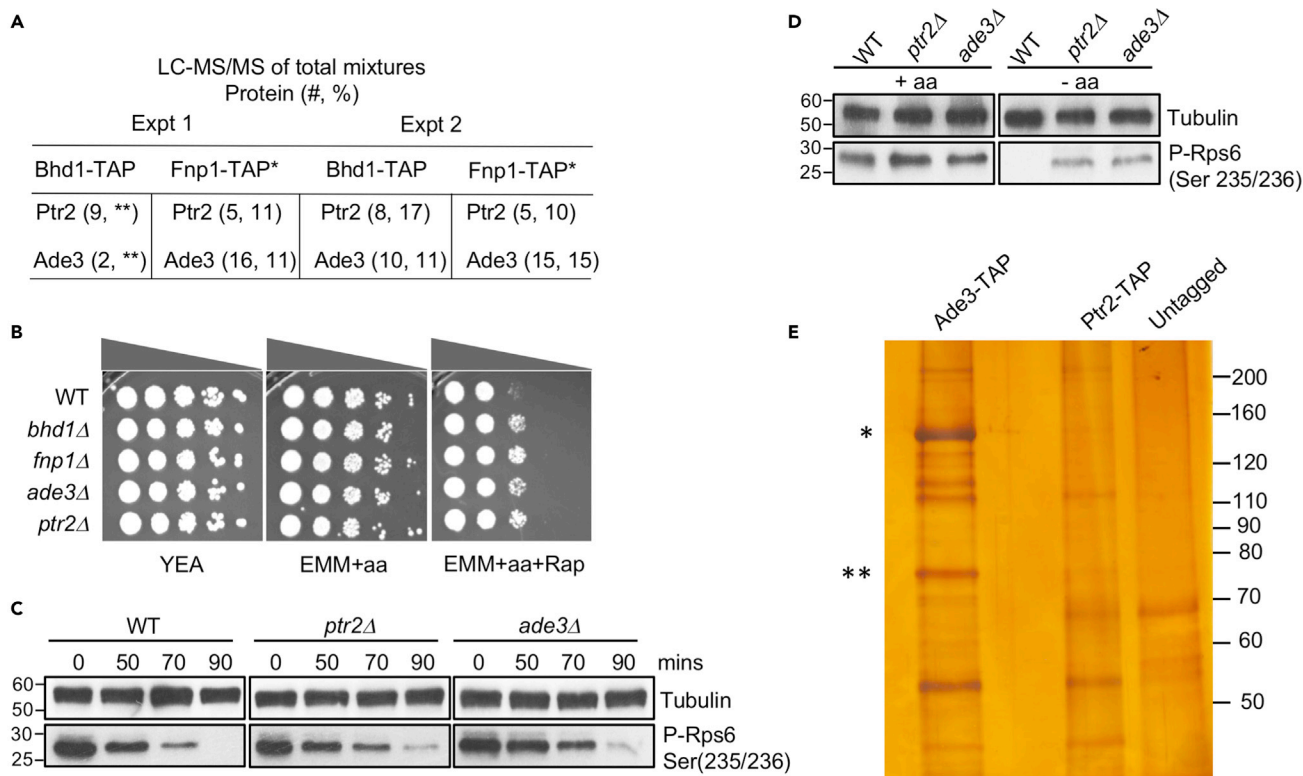 A
LC-MS/MS of total mixtures
Protein (#, %)
Expt 1 Expt 2
Bhd1-TAP Fnp1-TAP* Bhd1-TAP Fnp1-TAP*
Ptr2 (9, **) Ptr2 (5, 11) Ptr2 (8, 17) Ptr2 (5, 10)
Ade3 (2, **) Ade3 (16, 11) Ade3 (10, 11) Ade3 (15, 15)
B
WT
bhd1Δ
fnp1Δ
ade3Δ
ptr2Δ
YEA EMM+aa EMM+aa+Rap
C
WT ptr2Δ ade3Δ
0 50 70 90 0 50 70 90 0 50 70 90 mins
60
50
Tubulin
30
25
P-Rps6
Ser(235/236)
D
WT ptr2Δ ade3Δ WT ptr2Δ ade3Δ
+ aa - aa
60
50
Tubulin
30
25
P-Rps6
(Ser 235/236)
E
Ade3-TAP Ptr2-TAP Untagged
*
**
200
160
120
110
90
80
70
60
50